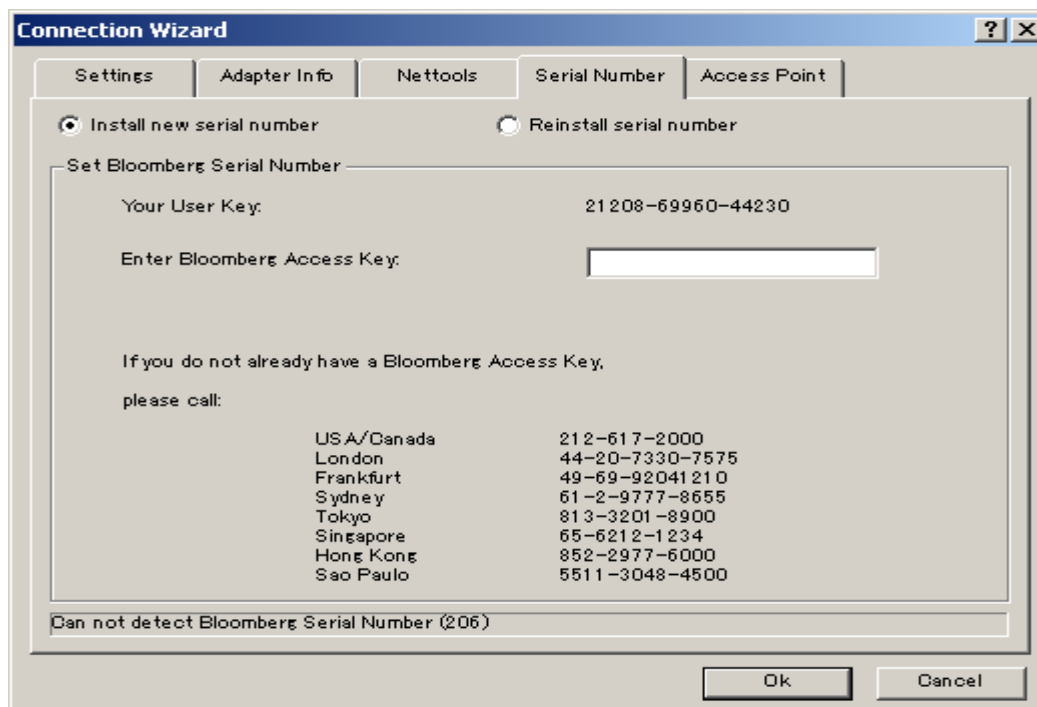 Connection Wizard
Settings Adapter Info Nettools Serial Number Access Point
Install new serial number Reinstall serial number
Set Bloomberg Serial Number
Your User Key: 21208-69960-44230
Enter Bloomberg Access Key:
If you do not already have a Bloomberg Access Key,
please call:
USA/Canada 212-617-2000
London 44-20-7330-7575
Frankfurt 49-69-92041210
Sydney 61-2-9777-8655
Tokyo 813-3201-8900
Singapore 65-6212-1234
Hong Kong 852-2977-6000
Sao Paulo 5511-3048-4500
Can not detect Bloomberg Serial Number (206)
Ok Cancel